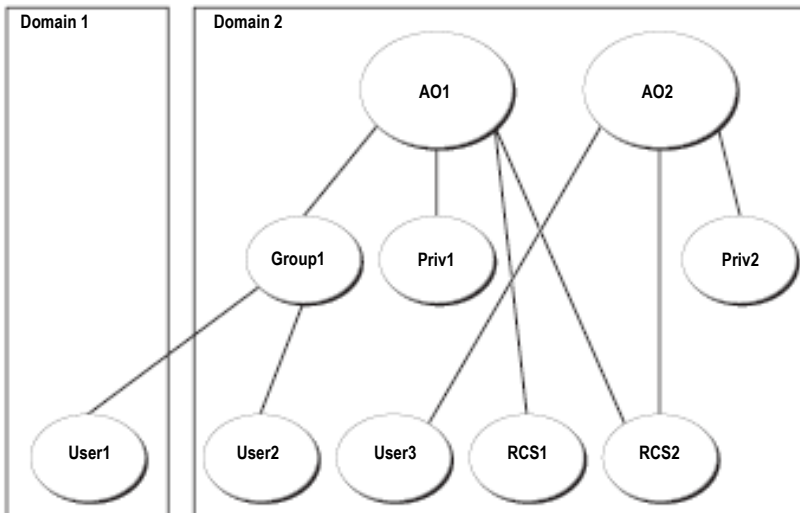 Domain 1
Domain 2
AO1
AO2
Group1
Priv1
Priv2
User1
User2
User3
RCS1
RCS2